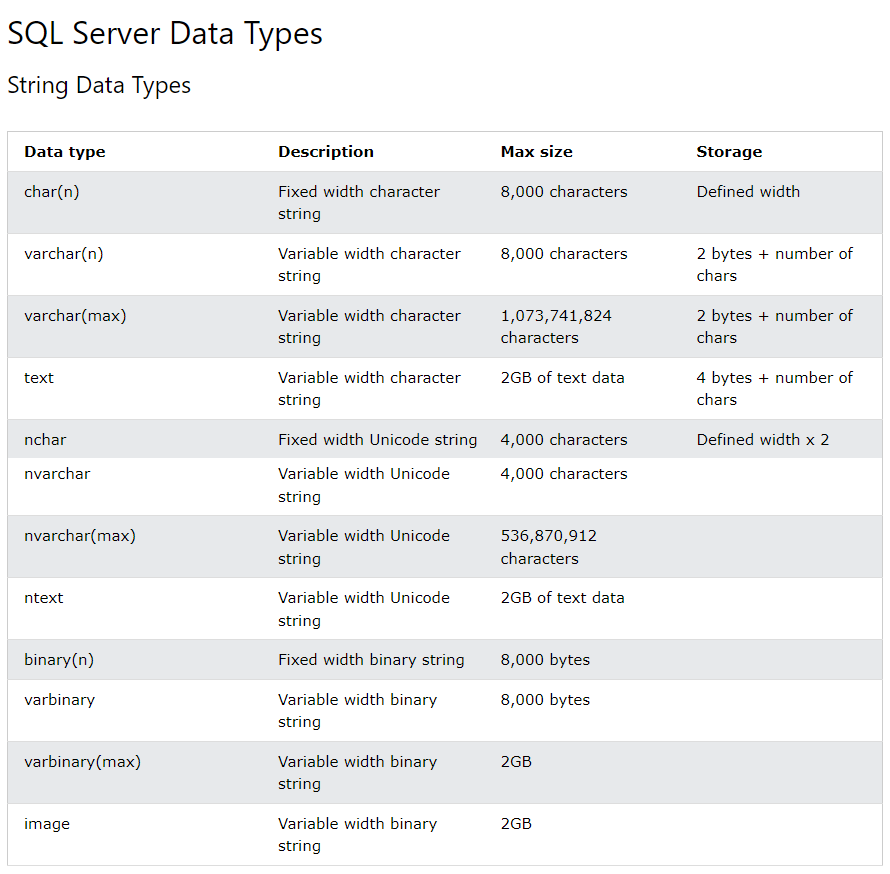 SQL Server Data Types
String Data Types
Data type Description Max size Storage
char(n) Fixed width character 8,000 characters Defined width
string
varchar(n) Variable width character 8,000 characters 2 bytes + number of
string chars
varchar(max) Variable width character 1,073,741,824 2 bytes + number of
string characters chars
text Variable width character 2GB of text data 4 bytes + number of
string chars
nchar Fixed width Unicode string 4,000 characters Defined width x 2
nvarchar Variable width Unicode 4,000 characters
string
nvarchar(max) Variable width Unicode 536,870,912
string characters
ntext Variable width Unicode 2GB of text data
string
binary(n) Fixed width binary string 8,000 bytes
varbinary Variable width binary 8,000 bytes
string
varbinary(max) Variable width binary 2GB
string
image Variable width binary 2GB
string